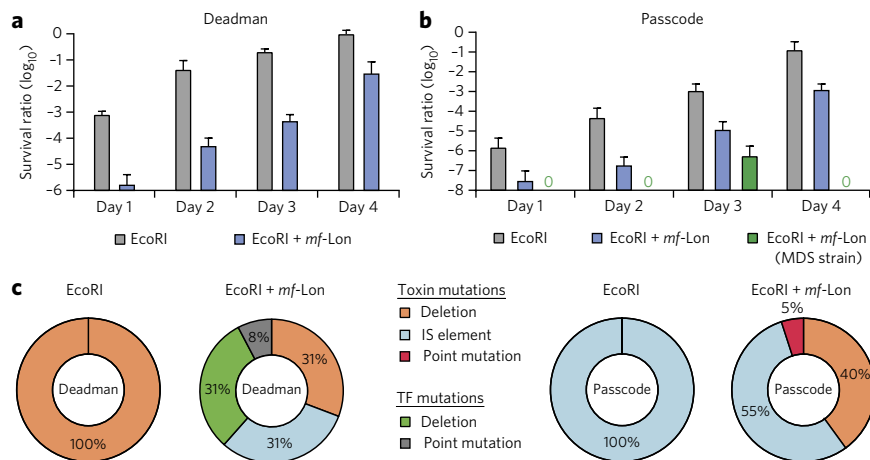 a
Deadman
Survival ratio (log10)
0
-1
-2
-3
-4
-5
-6
Day 1 Day 2 Day 3 Day 4
EcoRI EcoRI + mf-Lon
b
Passcode
Survival ratio (log10)
0
-1
-2
-3
-4
-5
-6
-7
-8
0 0 0
Day 1 Day 2 Day 3 Day 4
EcoRI EcoRI + mf-Lon EcoRI + mf-Lon
(MDS strain)
c
EcoRI
Deadman
100%
EcoRI + mf-Lon
8%
31%
31%
31%
Deadman
Toxin mutations
Deletion
IS element
Point mutation
TF mutations
Deletion
Point mutation
EcoRI
Passcode
100%
EcoRI + mf-Lon
5%
40%
55%
Passcode